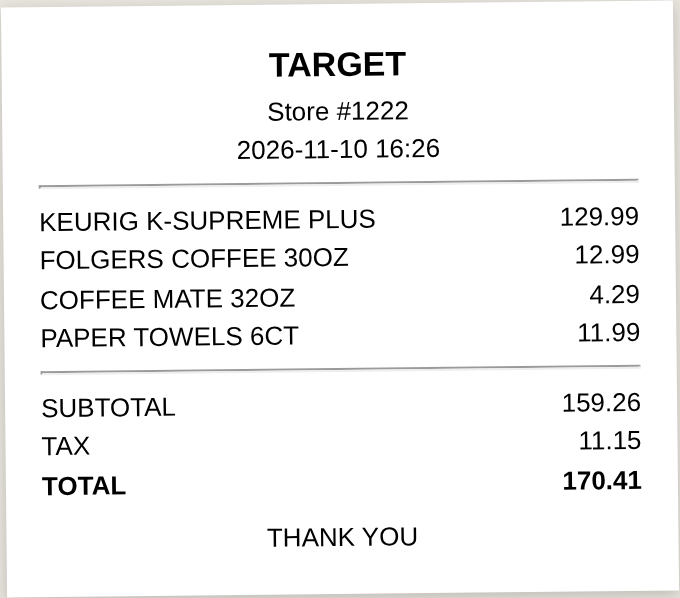 TARGET
Store #1222
2026-11-10 16:26
KEURIG K-SUPREME PLUS 129.99
FOLGERS COFFEE 30OZ 12.99
COFFEE MATE 32OZ 4.29
PAPER TOWELS 6CT 11.99
SUBTOTAL 159.26
TAX 11.15
TOTAL 170.41
THANK YOU